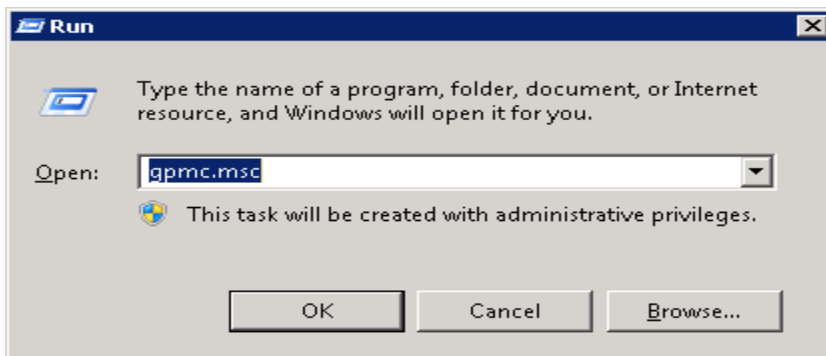 Run
Type the name of a program, folder, document, or Internet
resource, and Windows will open it for you.
Open:
gpmc.msc
This task will be created with administrative privileges.
OK
Cancel
Browse...